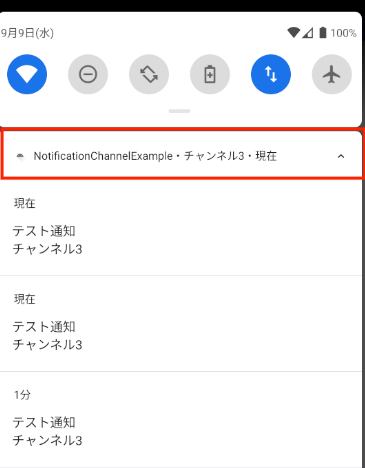 9月9日(水)
100%
NotificationChannelExample・チャンネル3・現在
現在
テスト通知
チャンネル3
現在
テスト通知
チャンネル3
1分
テスト通知
チャンネル3